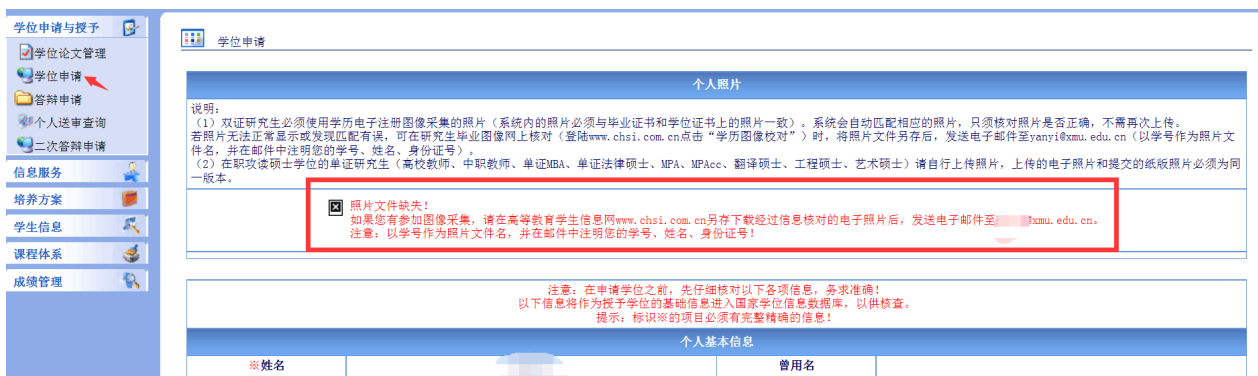 学位申请与授予
学位论文管理
学位申请
答辩申请
个人送审查询
二次答辩申请
信息服务
培养方案
学生信息
课程体系
成绩管理
学位申请
个人照片
说明:
(1)双证研究生必须使用学历电子注册图像采集的照片(系统内的照片必须与毕业证书和学位证书上的照片一致)。系统会自动匹配相应的照片,只须核对照片是否正确,不需再次上传。
若照片无法正常显示或发现匹配有误,可在研究生毕业图像网上核对(登陆www.chsi.com.cn点击“学历图像校对”)时,将照片文件另存后,发送电子邮件至yanyi@xmu.edu.cn(以学号作为照片文
件名,并在邮件中注明您的学号、姓名、身份证号)。
(2)在职攻读硕士学位的单证研究生(高校教师、中职教师、单证MBA、单证法律硕士、MPA、MPAcc、翻译硕士、工程硕士、艺术硕士)请自行上传照片,上传的电子照片和提交的纸版照片必须为同
一版本。
照片文件缺失!
如果您有参加图像采集,请在高等教育学生信息网www.chsi.com.cn另存下载经过信息核对的电子照片后,发送电子邮件至 xmu.edu.cn。
注意:以学号作为照片文件名,并在邮件中注明您的学号、姓名、身份证号!
注意:在申请学位之前,先仔细核对以下各项信息,务求准确!
以下信息将作为授予学位的基础信息进入国家学位信息数据库,以供核查。
提示:标识※的项目必须有完整精确的信息!
个人基本信息
※姓名
曾用名